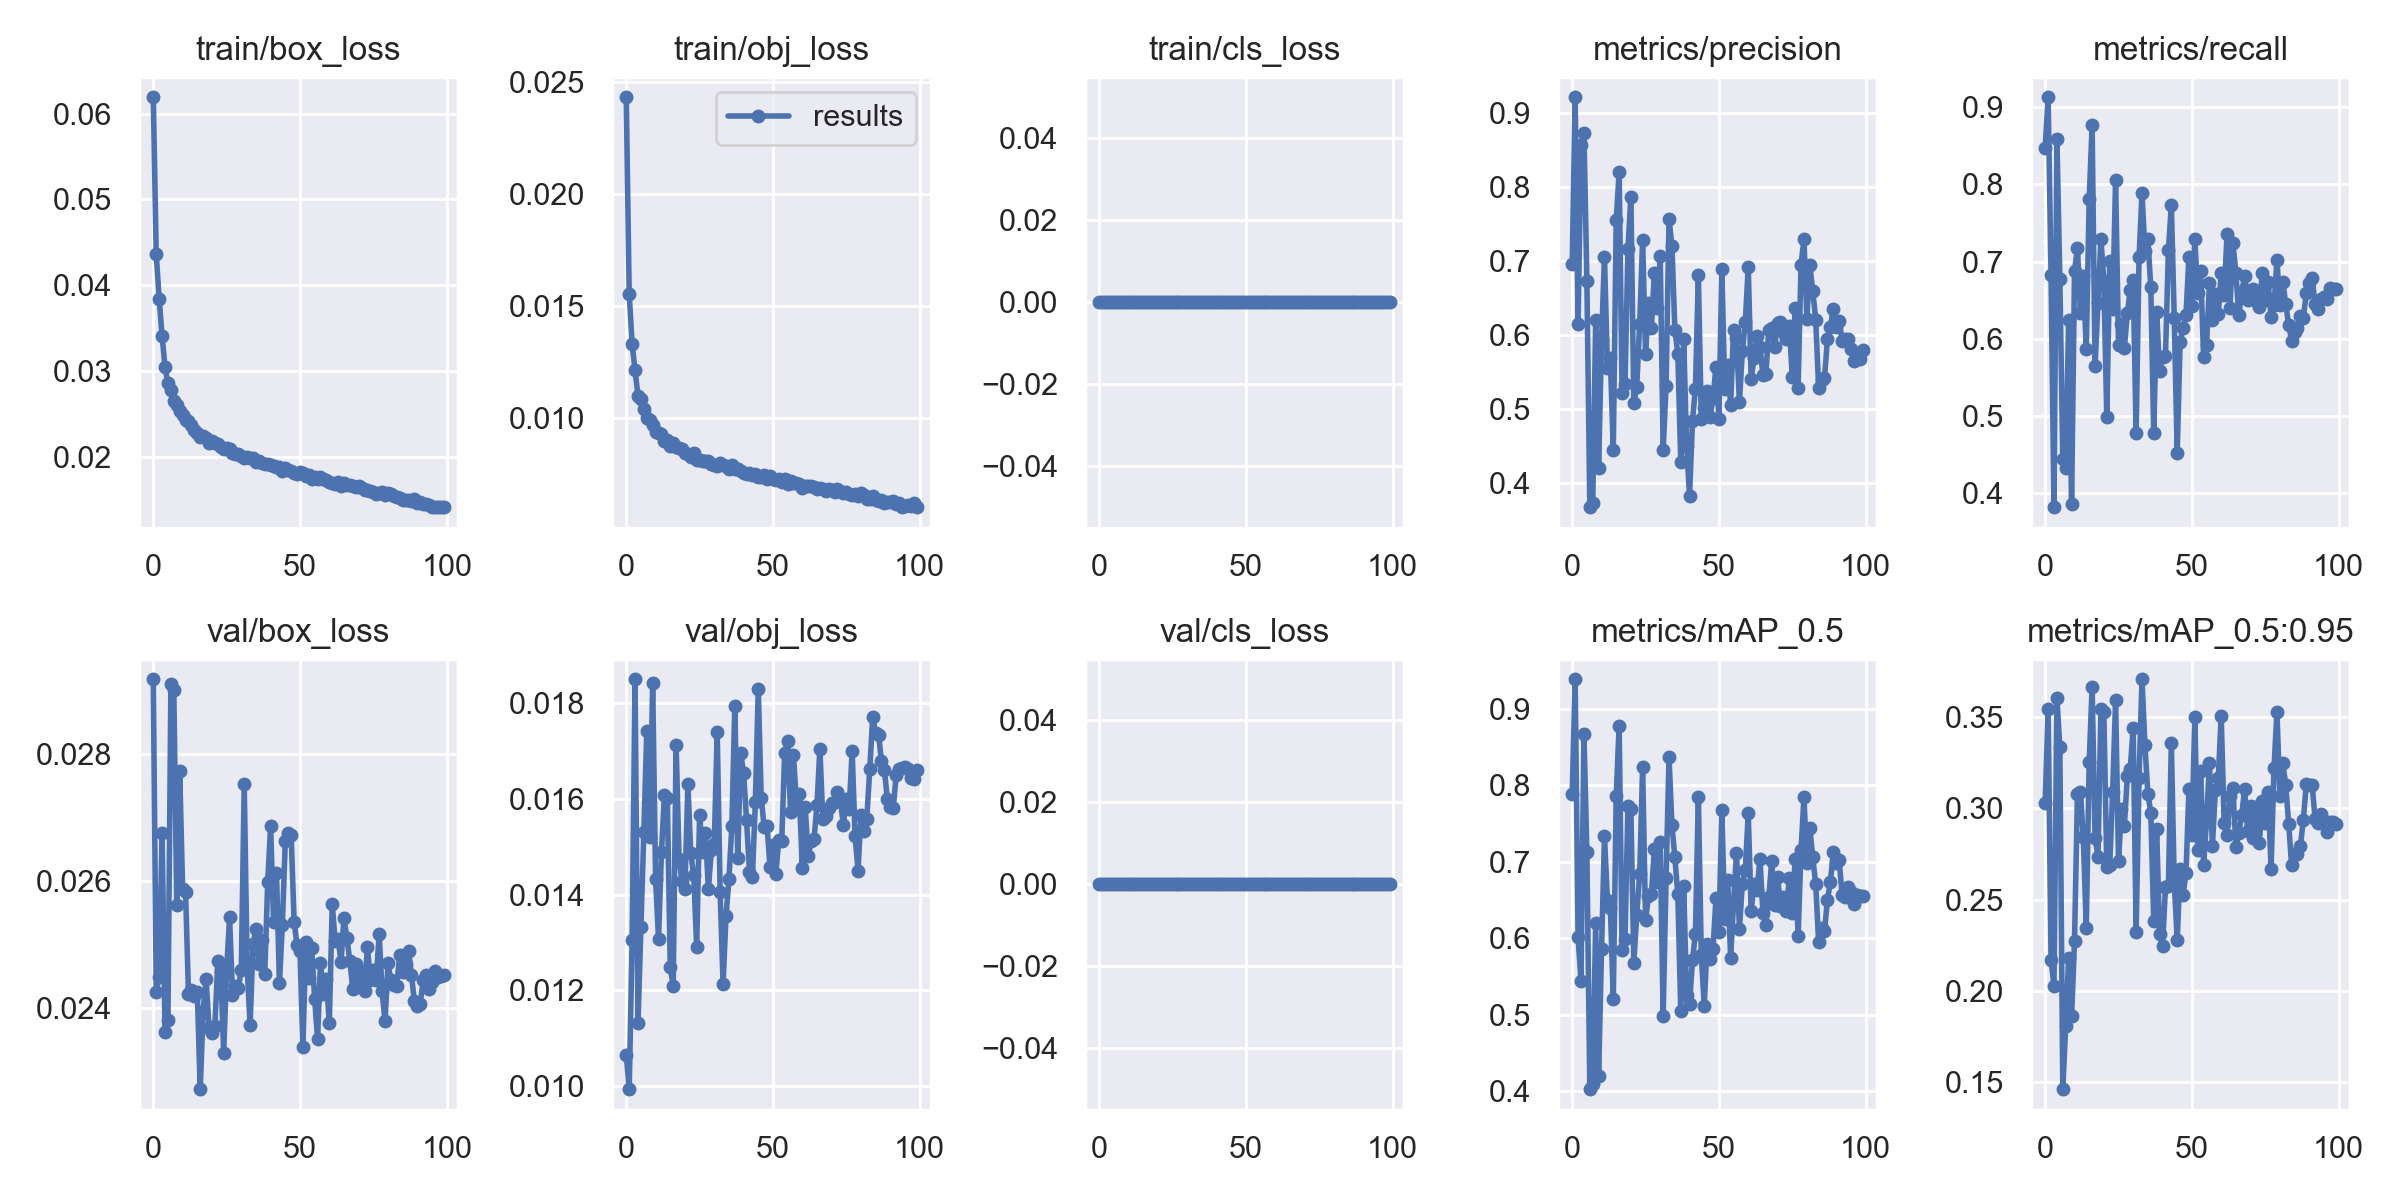 train/box_loss
train/obj_loss
train/cls_loss
metrics/precision
metrics/recall
0.06
0.05
0.04
0.03
0.02
0 50 100
0.025
0.020
0.015
0.010
results
0 50 100
0.04
0.02
0.00
−0.02
−0.04
0 50 100
0.9
0.8
0.7
0.6
0.5
0.4
0 50 100
0.9
0.8
0.7
0.6
0.5
0.4
0 50 100
val/box_loss
val/obj_loss
val/cls_loss
metrics/mAP_0.5
metrics/mAP_0.5:0.95
0.028
0.026
0.024
0 50 100
0.018
0.016
0.014
0.012
0.010
0 50 100
0.04
0.02
0.00
−0.02
−0.04
0 50 100
0.9
0.8
0.7
0.6
0.5
0.4
0 50 100
0.35
0.30
0.25
0.20
0.15
0 50 100